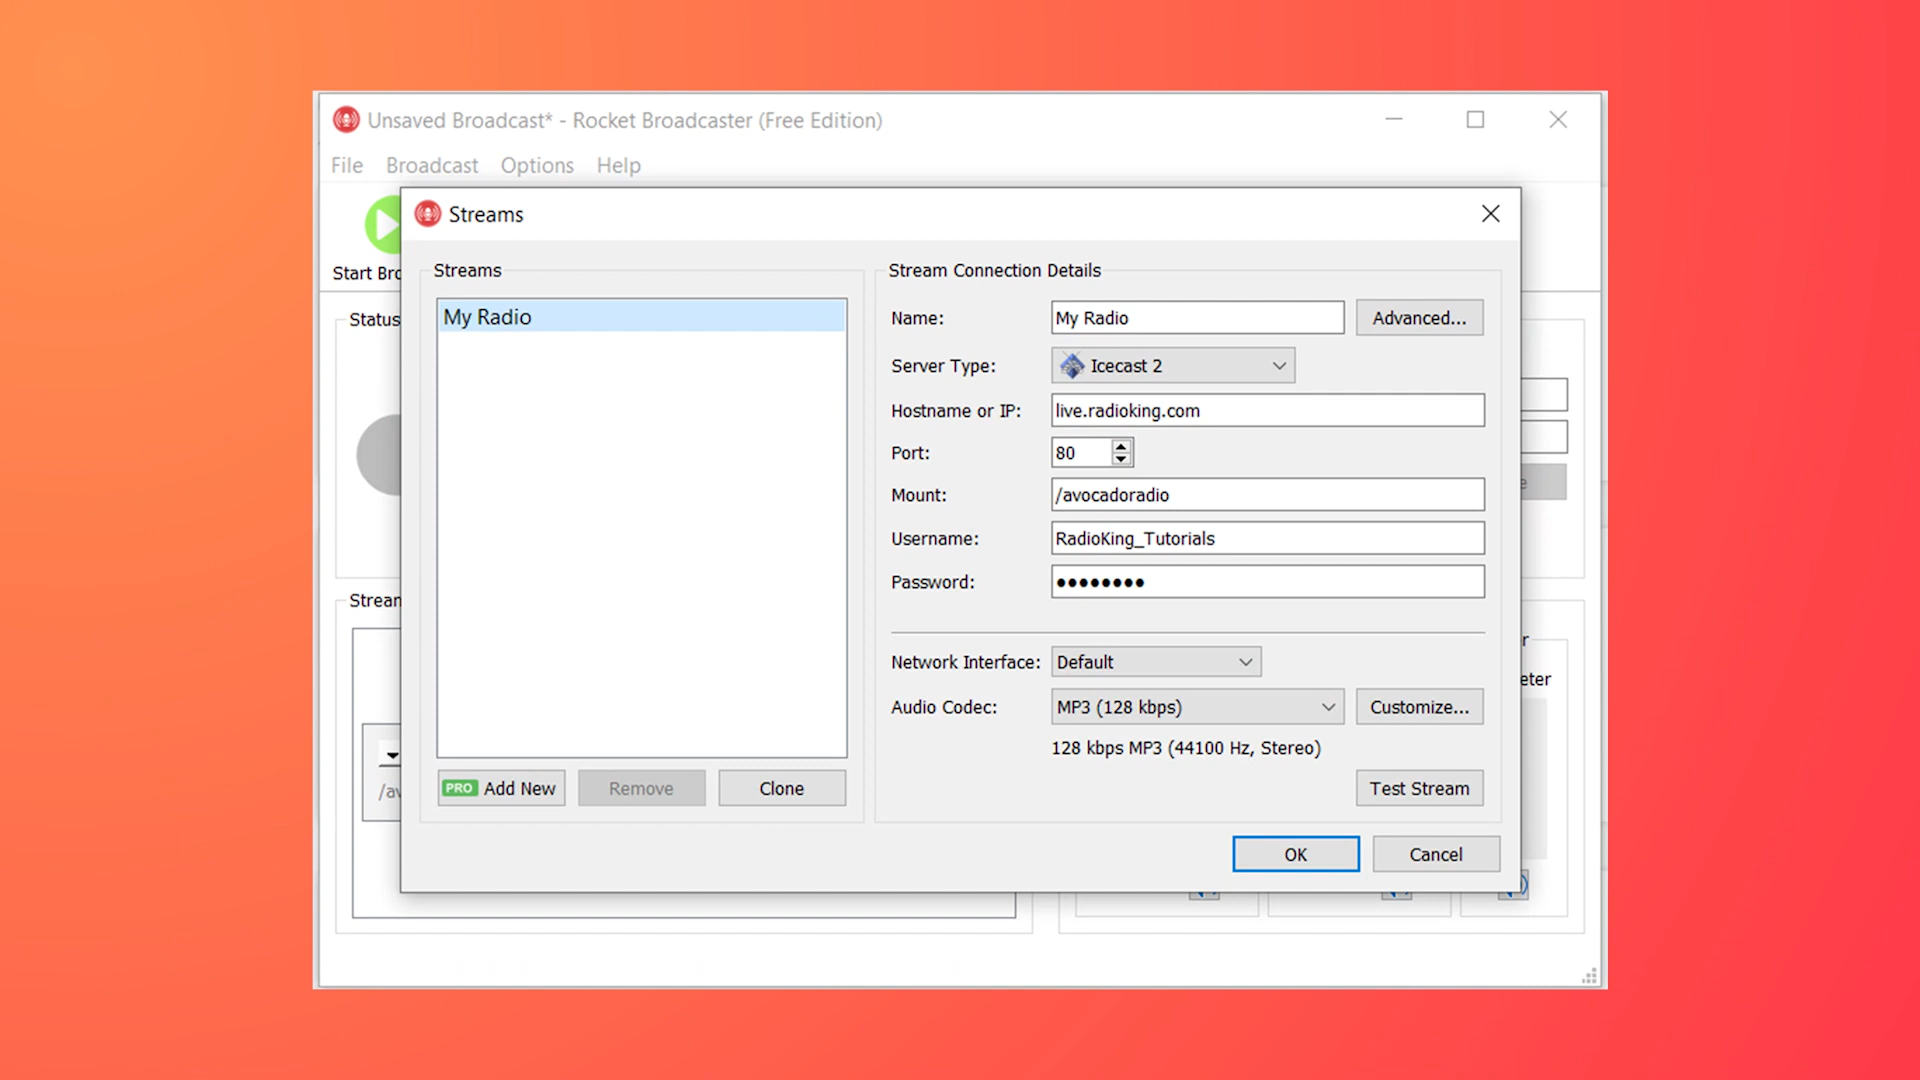 Unsaved Broadcast* - Rocket Broadcaster (Free Edition)
File Broadcast Options Help
Streams
Start Bro
Status
Streams
My Radio
PRO Add New
Remove
Clone
Stream Connection Details
Name: My Radio Advanced...
Server Type: Icecast 2
Hostname or IP: live.radioking.com
Port: 80
Mount: /avocadoradio
Username: RadioKing_Tutorials
Password: ●●●●●●●●
Network Interface: Default
Audio Codec: MP3 (128 kbps) Customize...
128 kbps MP3 (44100 Hz, Stereo)
Test Stream
OK
Cancel
Strean
/av
e
r
eter